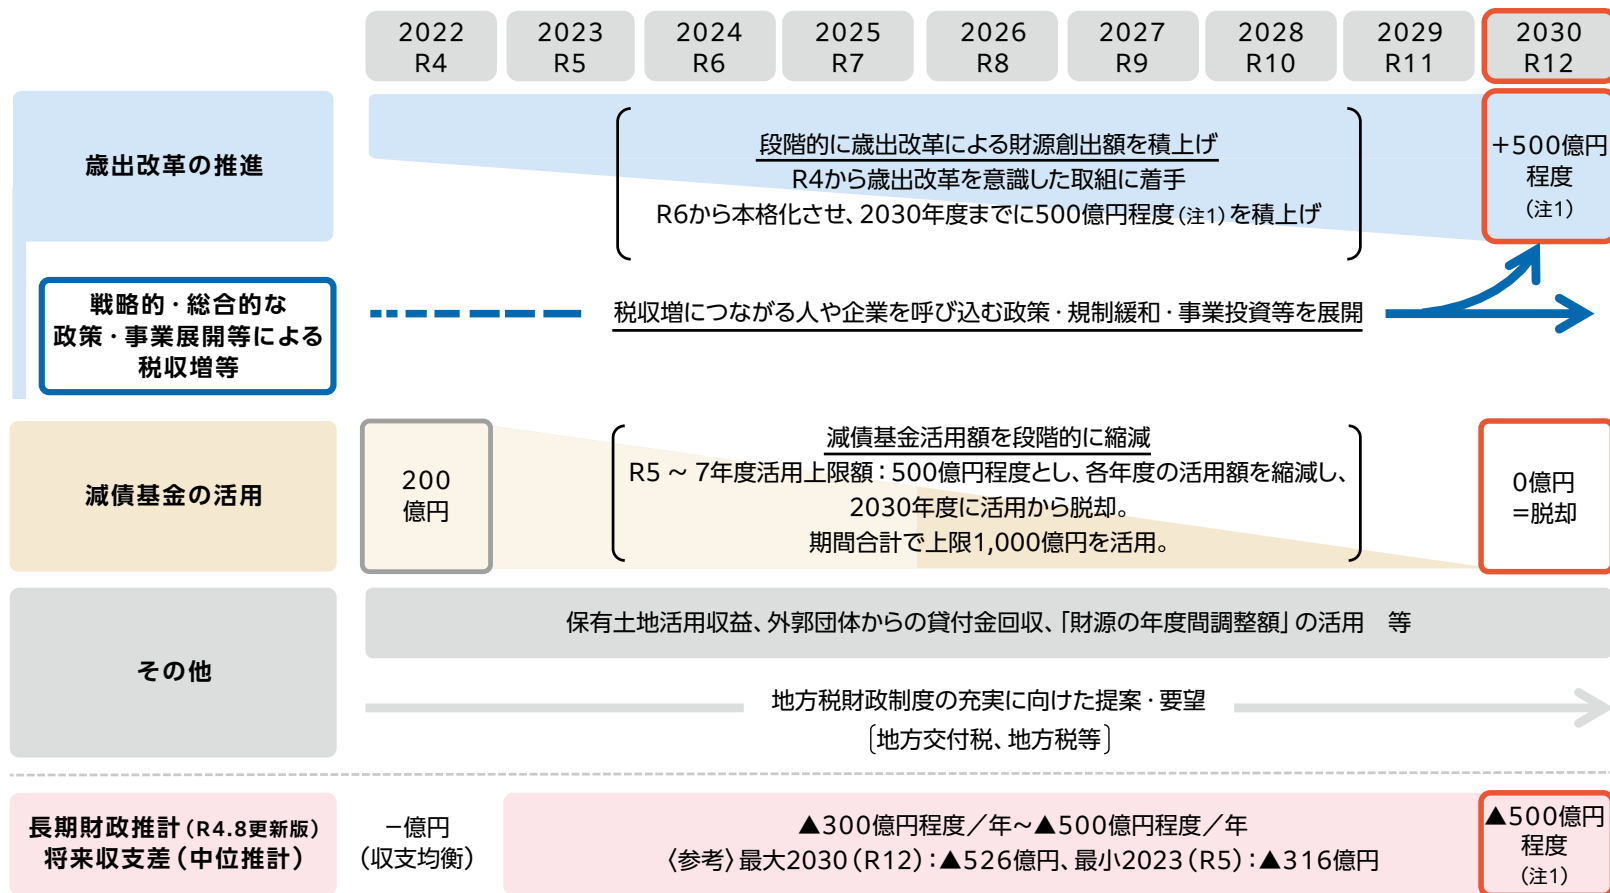 2022
R4
2023
R5
2024
R6
2025
R7
2026
R8
2027
R9
2028
R10
2029
R11
2030
R12
歳出改革の推進
段階的に歳出改革による財源創出額を積上げ
R4から歳出改革を意識した取組に着手
R6から本格化させ、2030年度までに500億円程度(注1)を積上げ
+500億円
程度
(注1)
戦略的・総合的な
政策・事業展開等による
税収増等
税収増につながる人や企業を呼び込む政策・規制緩和・事業投資等を展開
減債基金の活用
200
億円
減債基金活用額を段階的に縮減
R5 ～ 7年度活用上限額：500億円程度とし、各年度の活用額を縮減し、
2030年度に活用から脱却。
期間合計で上限1,000億円を活用。
0億円
=脱却
その他
保有土地活用収益、外郭団体からの貸付金回収、「財源の年度間調整額」の活用　等
地方税財政制度の充実に向けた提案・要望
［地方交付税、地方税等］
長期財政推計(R4.8更新版)
将来収支差(中位推計)
－億円
(収支均衡)
▲300億円程度／年～▲500億円程度／年
〈参考〉最大2030(R12)：▲526億円、最小2023(R5)：▲316億円
▲500億円
程度
(注1)